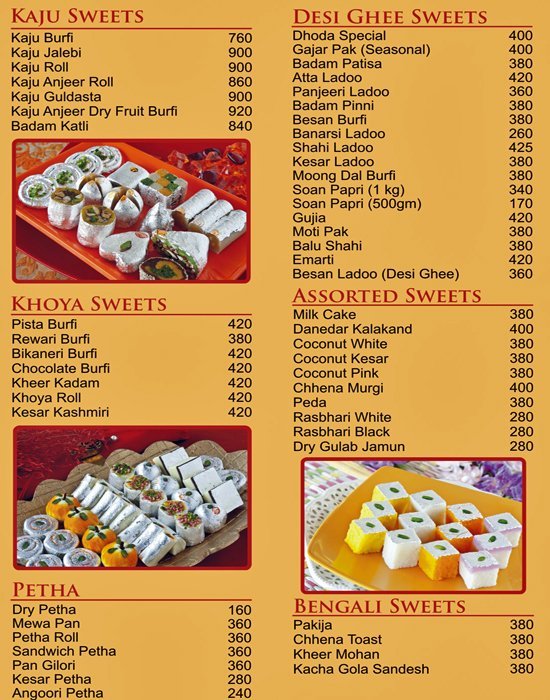 KAJU SWEETS
Kaju Burfi 760
Kaju Jalebi 900
Kaju Roll 900
Kaju Anjeer Roll 860
Kaju Guldasta 900
Kaju Anjeer Dry Fruit Burfi 920
Badam Katli 840
KHOYA SWEETS
Pista Burfi 420
Rewari Burfi 380
Bikaneri Burfi 420
Chocolate Burfi 420
Kheer Kadam 420
Khoya Roll 420
Kesar Kashmiri 420
PETHA
Dry Petha 160
Mewa Pan 360
Petha Roll 360
Sandwich Petha 360
Pan Gilori 360
Kesar Petha 280
Angoori Petha 240
DESI GHEE SWEETS
Dhoda Special 400
Gajar Pak (Seasonal) 400
Badam Patisa 380
Atta Ladoo 420
Panjeeri Ladoo 360
Badam Pinni 380
Besan Burfi 380
Banarsi Ladoo 260
Shahi Ladoo 425
Kesar Ladoo 380
Moong Dal Burfi 380
Soan Papri (1 kg) 340
Soan Papri (500gm) 170
Gujia 420
Moti Pak 380
Balu Shahi 380
Emarti 420
Besan Ladoo (Desi Ghee) 360
ASSORTED SWEETS
Milk Cake 380
Danedar Kalakand 400
Coconut White 380
Coconut Kesar 380
Coconut Pink 380
Chhena Murgi 400
Peda 380
Rasbhari White 280
Rasbhari Black 280
Dry Gulab Jamun 280
BENGALI SWEETS
Pakija 380
Chhena Toast 380
Kheer Mohan 380
Kacha Gola Sandesh 380